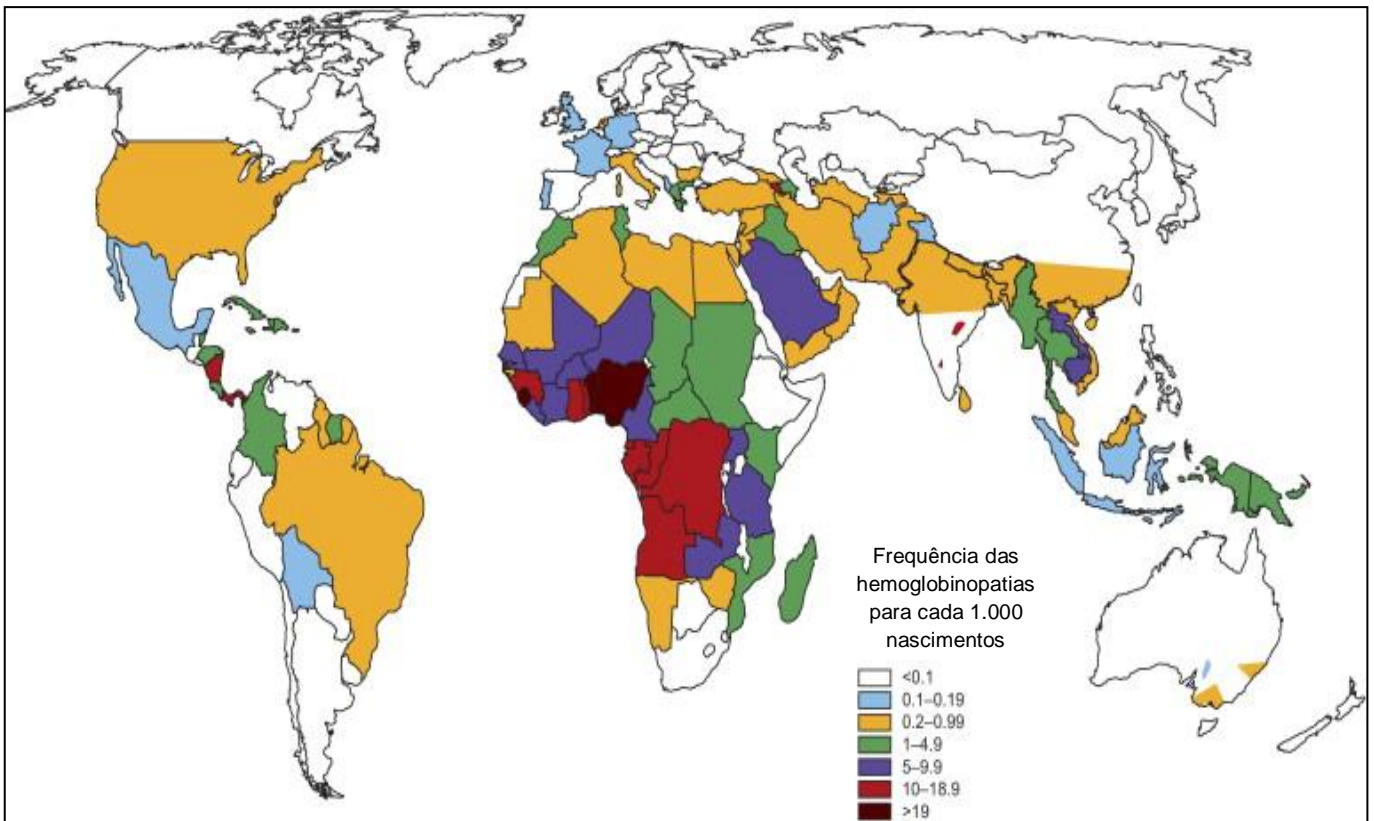 Frequência das
hemoglobinopatias
para cada 1.000
nascimentos
<0.1
0.1–0.19
0.2–0.99
1–4.9
5–9.9
10–18.9
>19